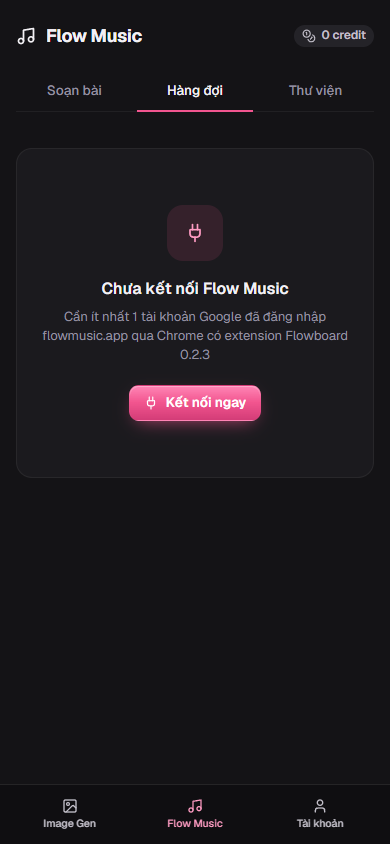 Flow Music
0 credit
Soạn bài
Hàng đợi
Thư viện
Chưa kết nối Flow Music
Cần ít nhất 1 tài khoản Google đã đăng nhập
flowmusic.app qua Chrome có extension Flowboard
0.2.3
Kết nối ngay
Image Gen
Flow Music
Tài khoản